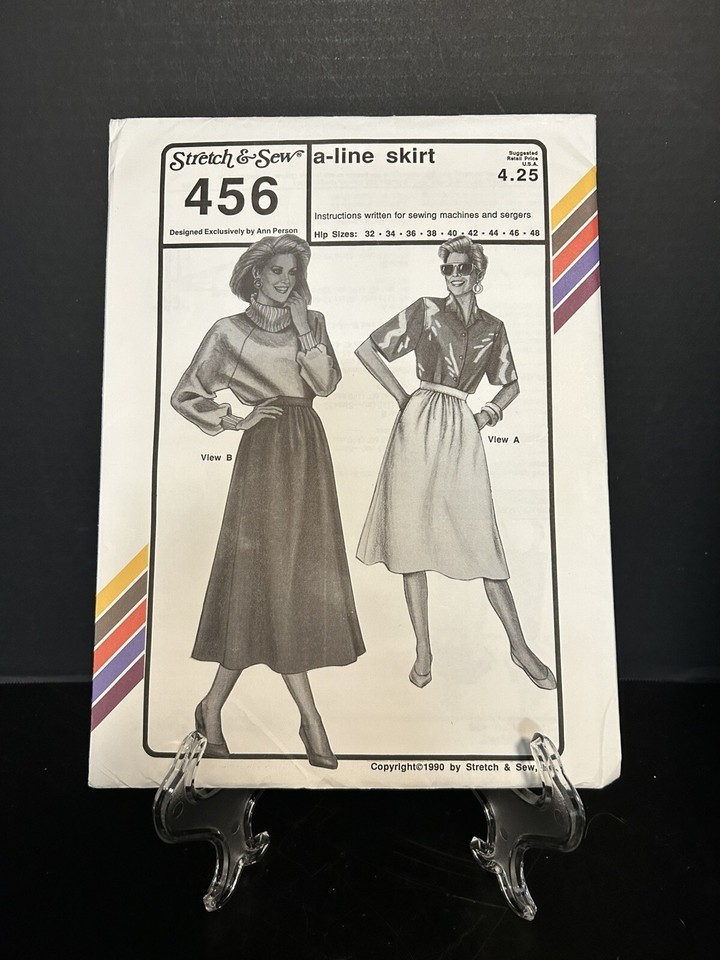 Stretch & Sew®
456
Designed Exclusively by Ann Person
a-line skirt
Suggested
Retail Price
U.S.A.
4.25
Instructions written for sewing machines and sergers
Hip Sizes: 32 • 34 • 36 • 38 • 40 • 42 • 44 • 46 • 48
View A
View B
Copyright©1990 by Stretch & Sew,